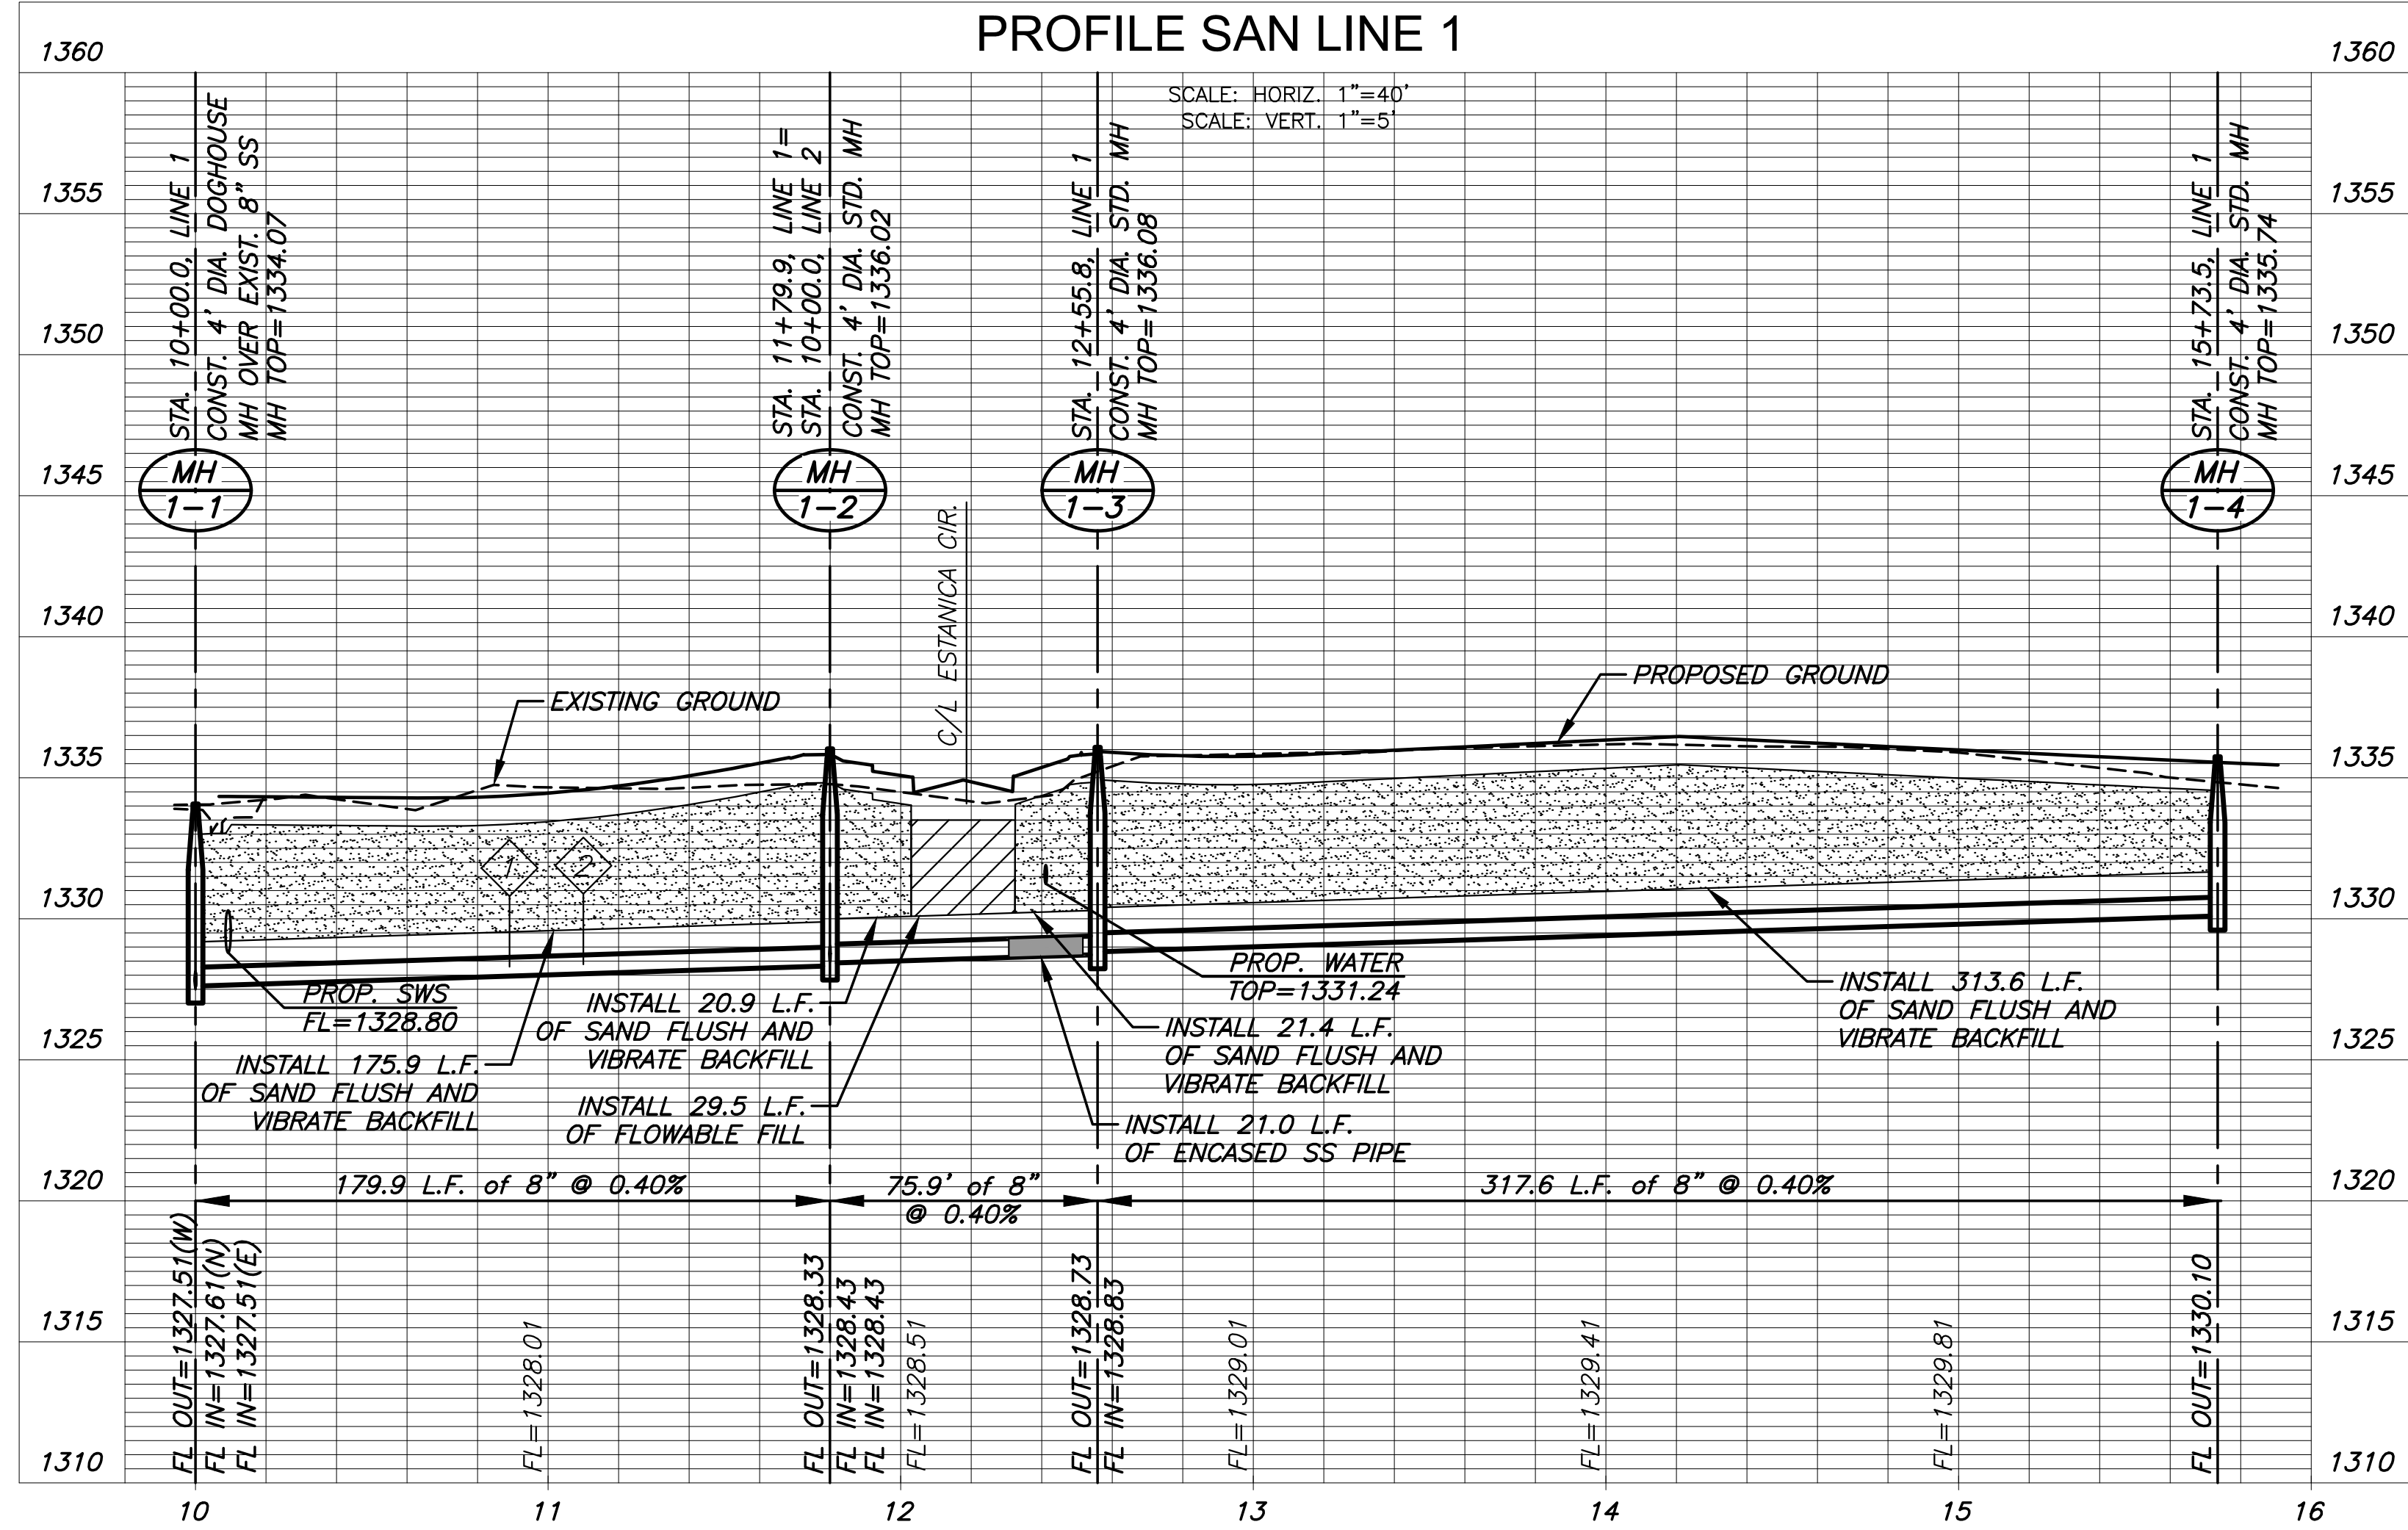 PROFILE SAN LINE 1
SCALE: HORIZ. 1"=40'
SCALE: VERT. 1"=5'
1360
1355
1350
1345
1340
1335
1330
1325
1320
1315
1310
1360
1355
1350
1345
1340
1335
1330
1325
1320
1315
1310
STA. 10+00.0, LINE 1
CONST. 4' DIA. DOGHOUSE
MH OVER EXIST. 8" SS
MH TOP=1334.07
STA. 11+79.9, LINE 1=
STA. 10+00.0, LINE 2
CONST. 4' DIA. STD. MH
MH TOP=1336.02
STA. 12+55.8, LINE 1
CONST. 4' DIA. STD. MH
MH TOP=1336.08
STA. 15+73.5, LINE 1
CONST. 4' DIA. STD. MH
MH TOP=1335.74
MH
1-1
MH
1-2
MH
1-3
MH
1-4
C/L ESTANICA CIR.
EXISTING GROUND
PROPOSED GROUND
1
2
PROP. SWS
FL=1328.80
INSTALL 175.9 L.F.
OF SAND FLUSH AND
VIBRATE BACKFILL
INSTALL 20.9 L.F.
OF SAND FLUSH AND
VIBRATE BACKFILL
INSTALL 29.5 L.F.
OF FLOWABLE FILL
PROP. WATER
TOP=1331.24
INSTALL 21.4 L.F.
OF SAND FLUSH AND
VIBRATE BACKFILL
INSTALL 21.0 L.F.
OF ENCASED SS PIPE
INSTALL 313.6 L.F.
OF SAND FLUSH AND
VIBRATE BACKFILL
179.9 L.F. of 8" @ 0.40%
75.9' of 8"
@ 0.40%
317.6 L.F. of 8" @ 0.40%
FL OUT=1327.51(W)
FL IN=1327.61(N)
FL IN=1327.51(E)
FL=1328.01
FL OUT=1328.33
FL IN=1328.43
FL IN=1328.43
FL=1328.51
FL OUT=1328.73
FL IN=1328.83
FL=1329.01
FL=1329.41
FL=1329.81
FL OUT=1330.10
10
11
12
13
14
15
16